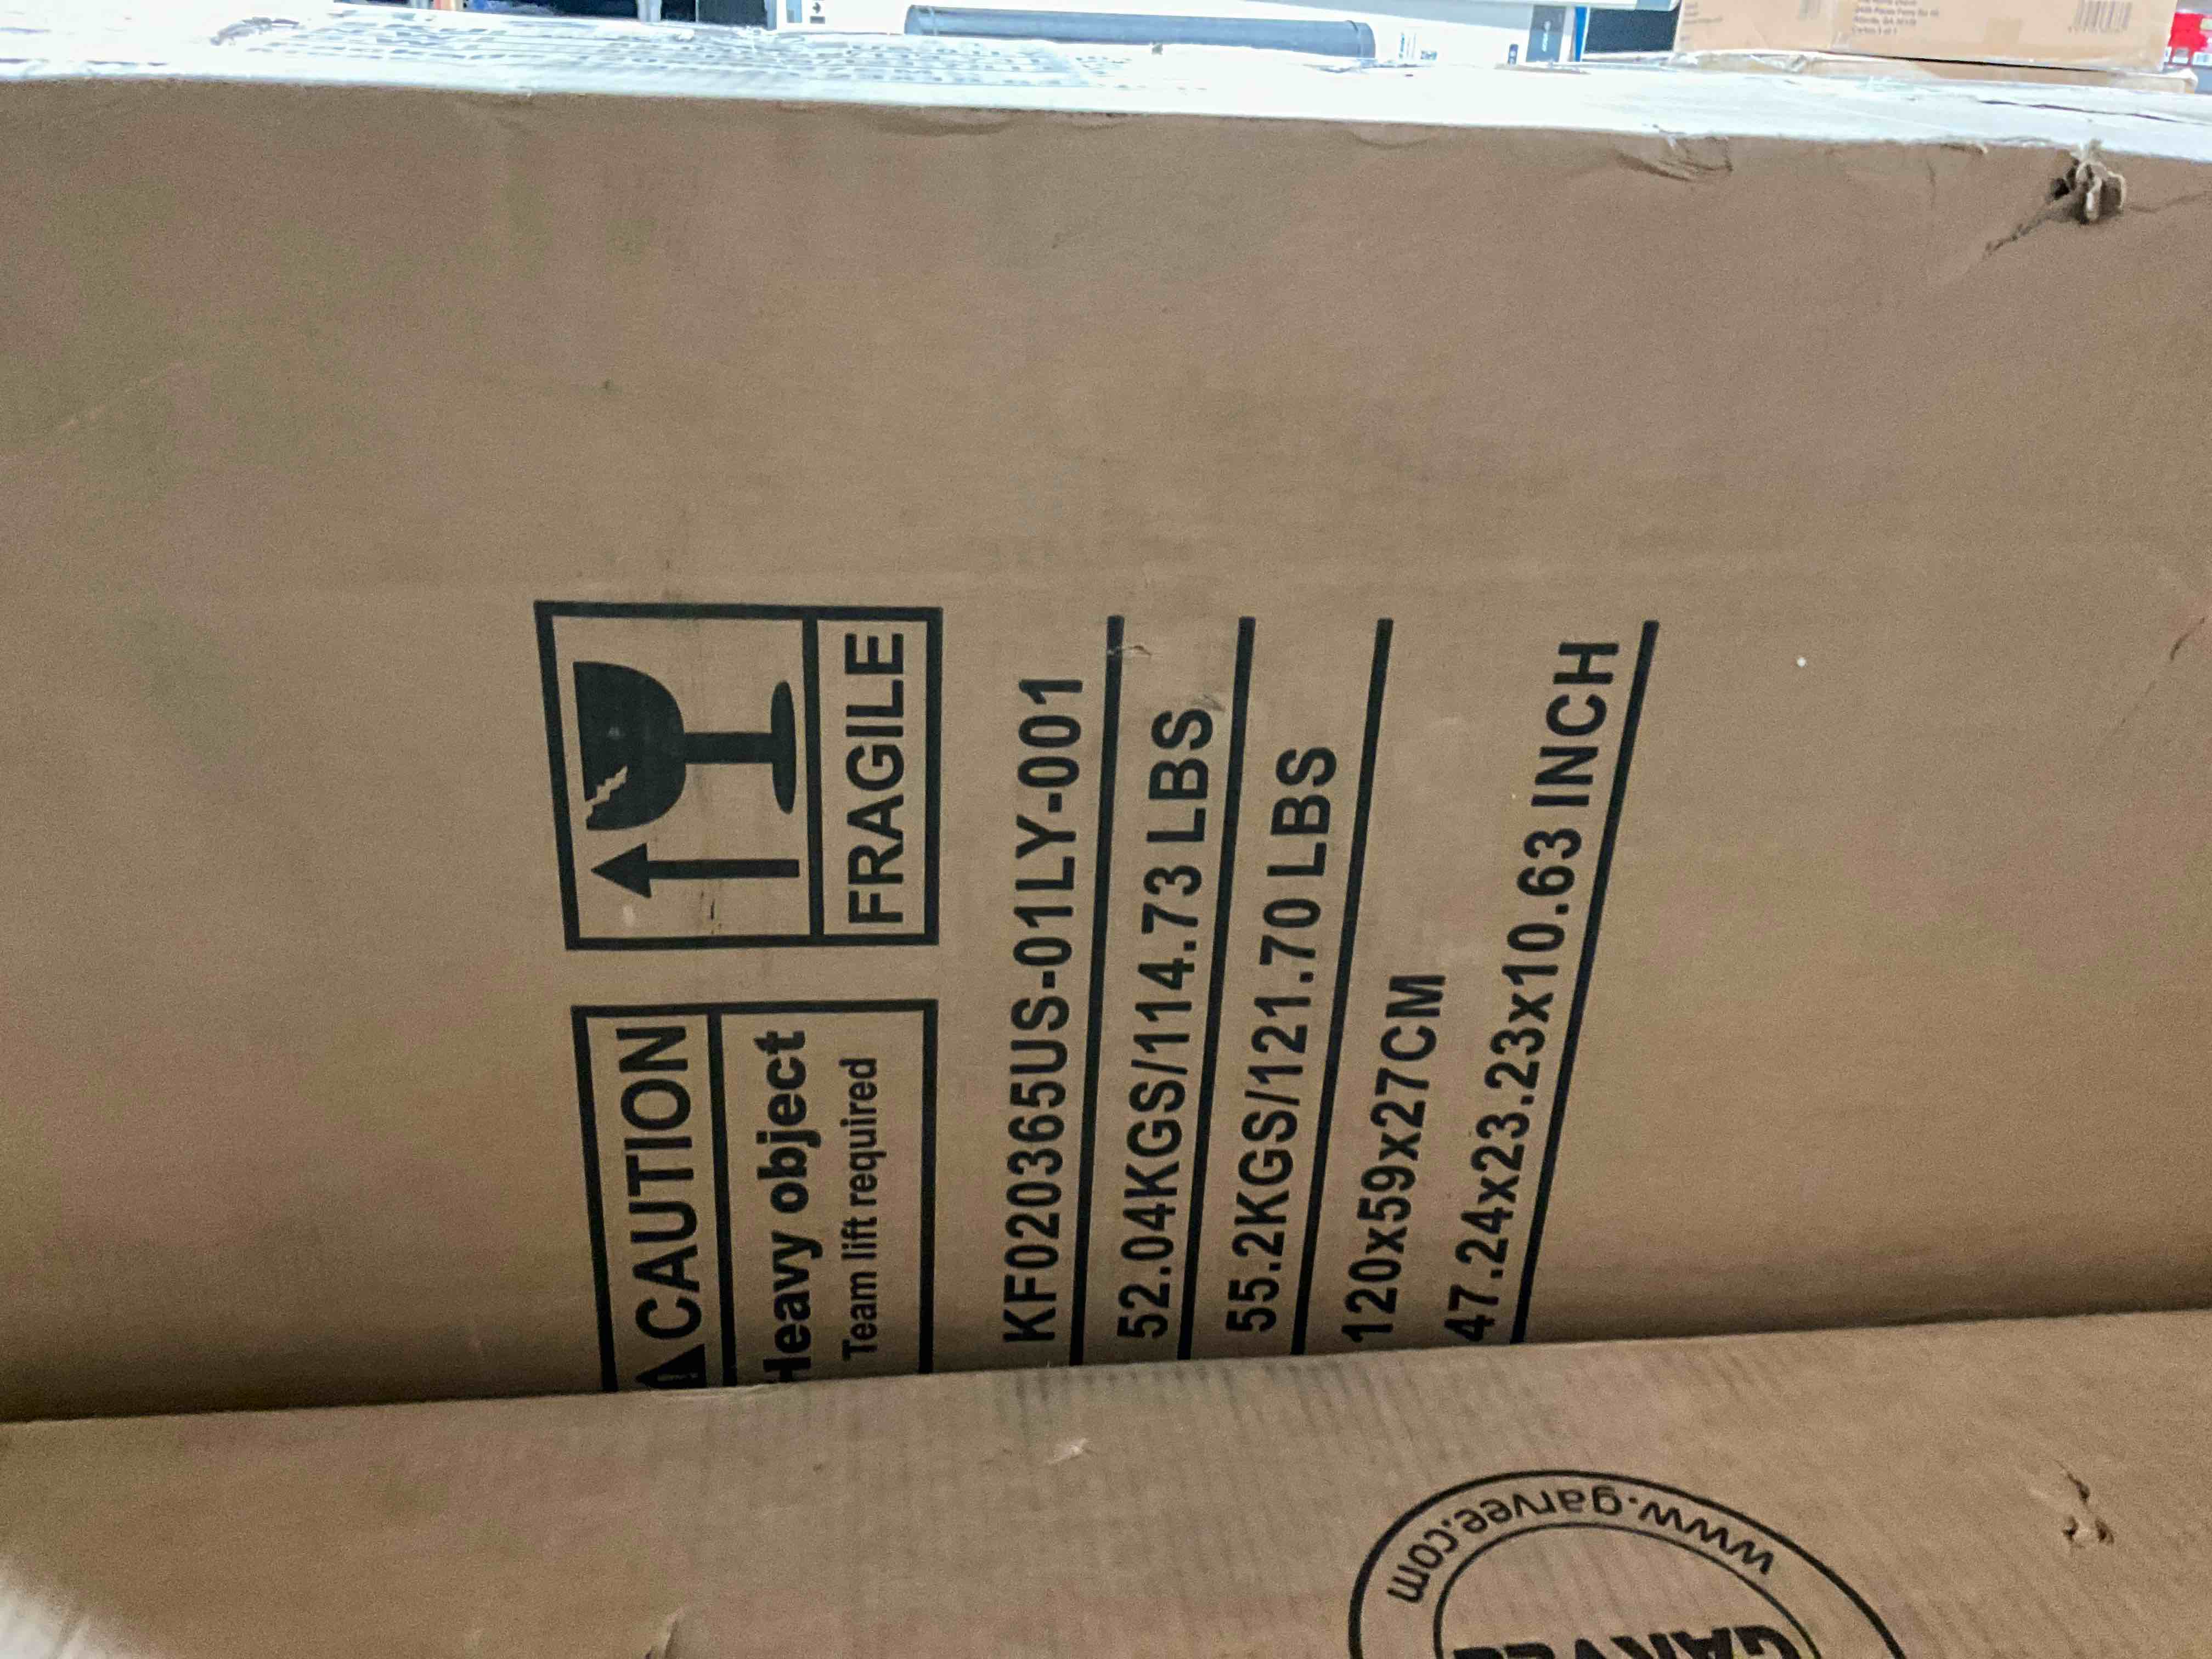 FRAGILE
CAUTION
Heavy object
Team lift required
KF020365US-01LY-001
52.04KGS/114.73 LBS
55.2KGS/121.70 LBS
120x59x27CM
47.24x23.23x10.63 INCH
www.garvee.com